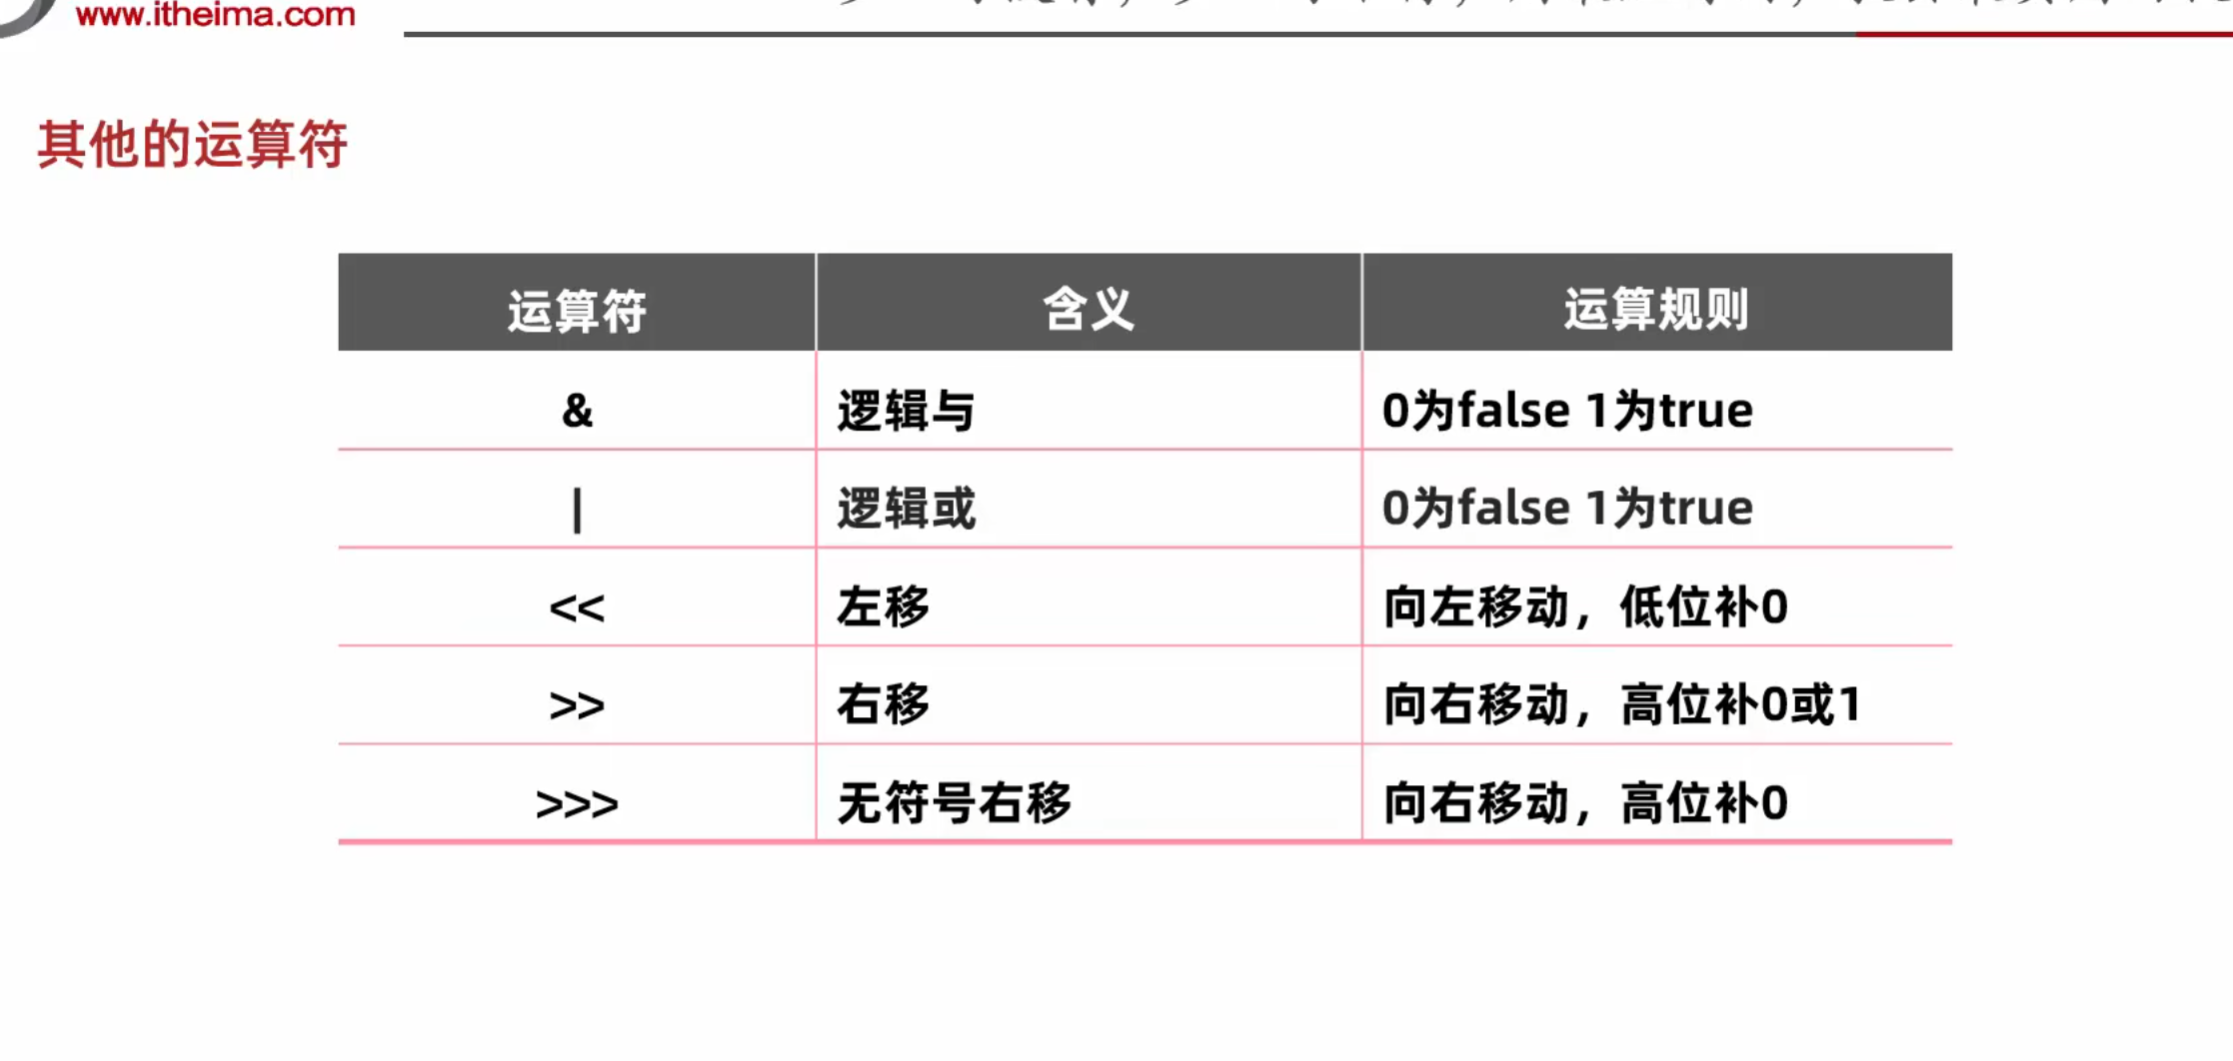 www.itheima.com
其他的运算符
运算符 含义 运算规则
& 逻辑与 0为false 1为true
| 逻辑或 0为false 1为true
<< 左移 向左移动，低位补0
>> 右移 向右移动，高位补0或1
>>> 无符号右移 向右移动，高位补0